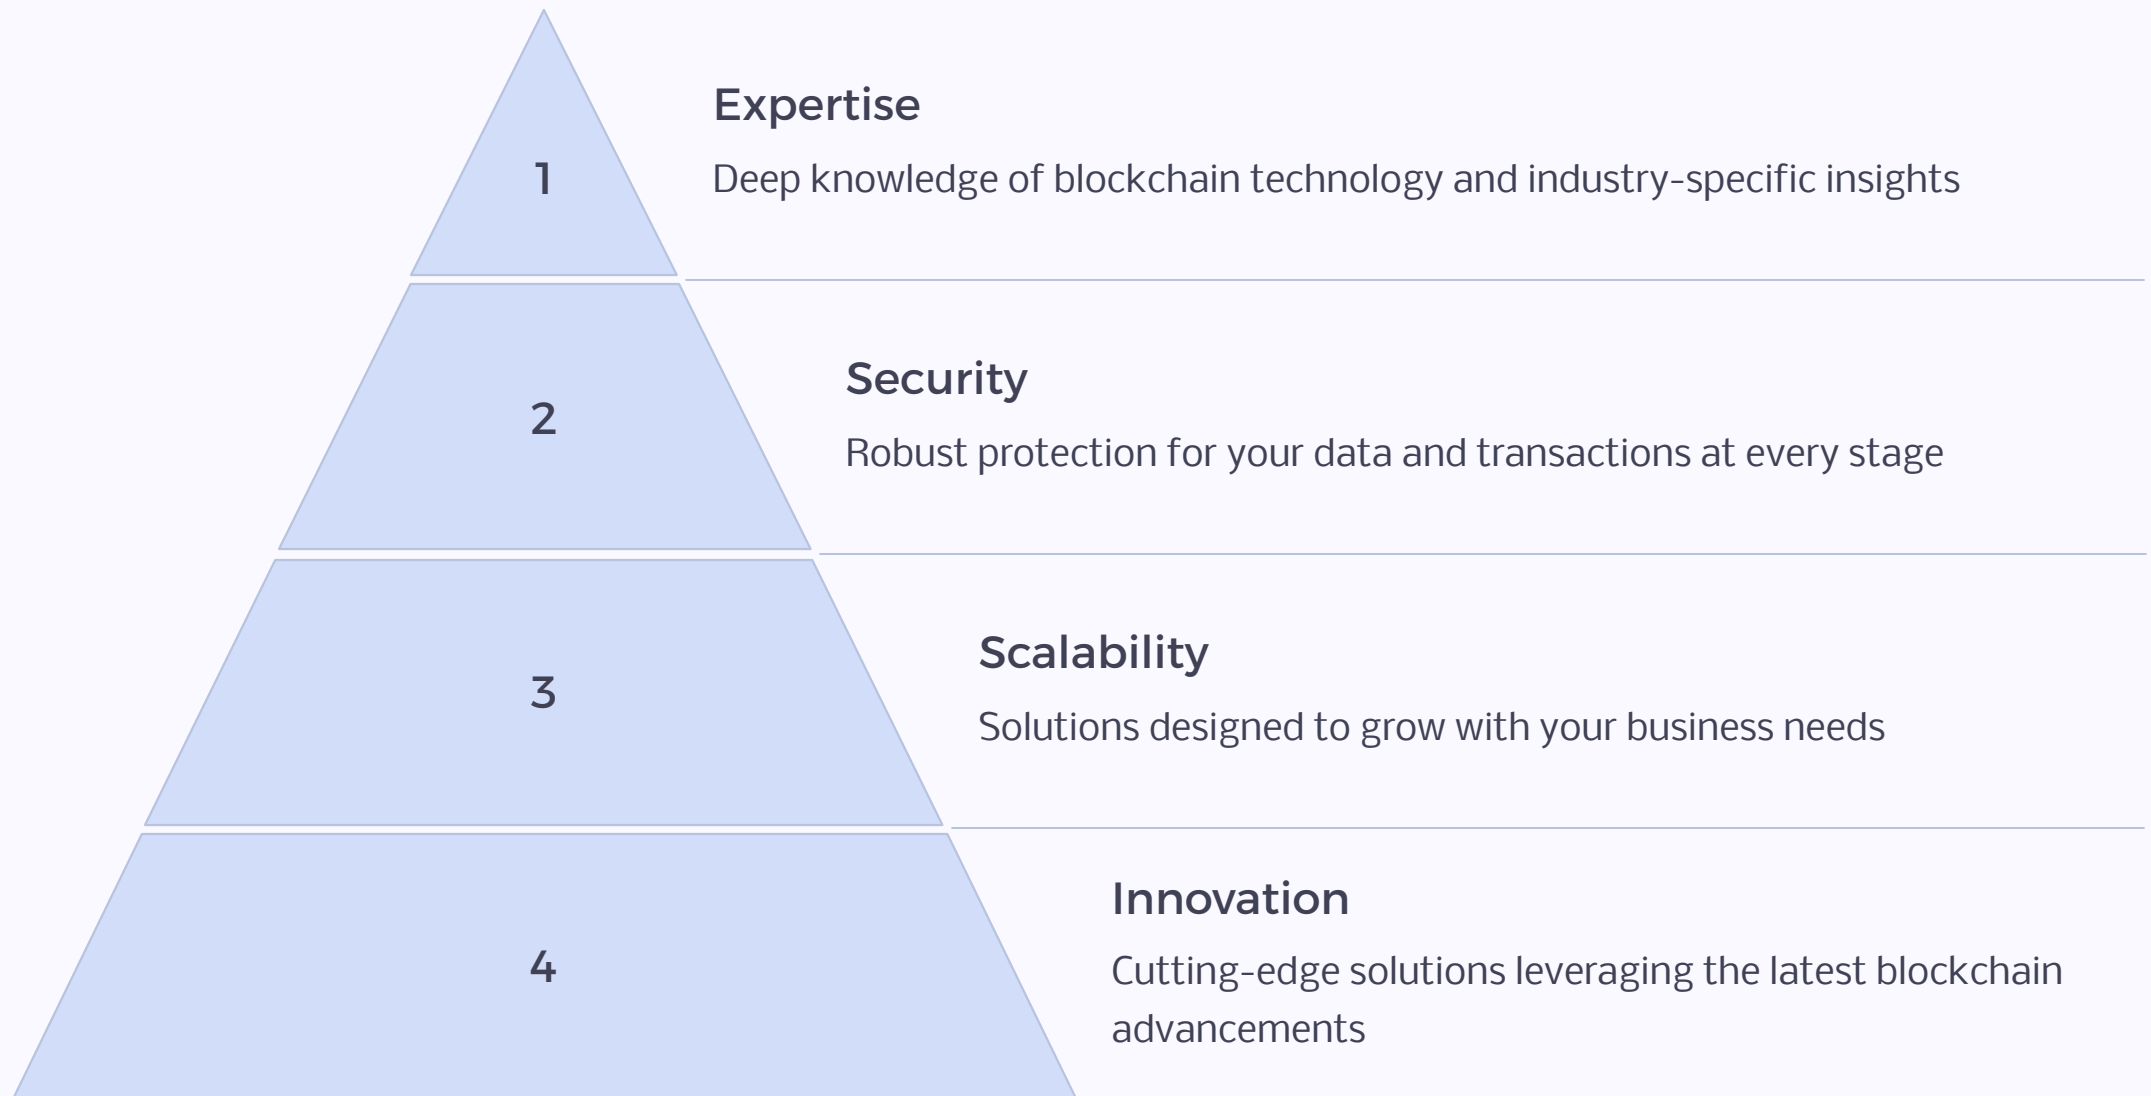 1
Expertise
Deep knowledge of blockchain technology and industry-specific insights
2
Security
Robust protection for your data and transactions at every stage
3
Scalability
Solutions designed to grow with your business needs
4
Innovation
Cutting-edge solutions leveraging the latest blockchain
advancements